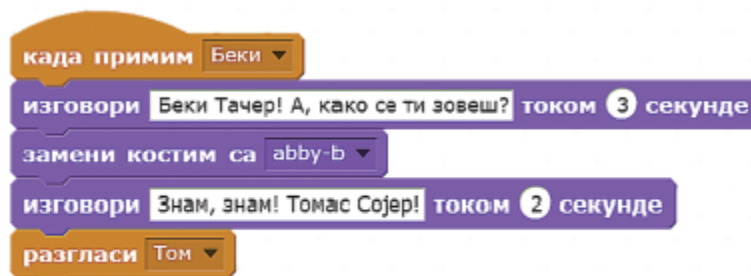 када примим Беки
изговори Беки Тачер! А, како се ти зовеш? током 3 секунде
замени костим са abby-b
изговори Знам, знам! Томас Сојер! током 2 секунде
разгласи Том